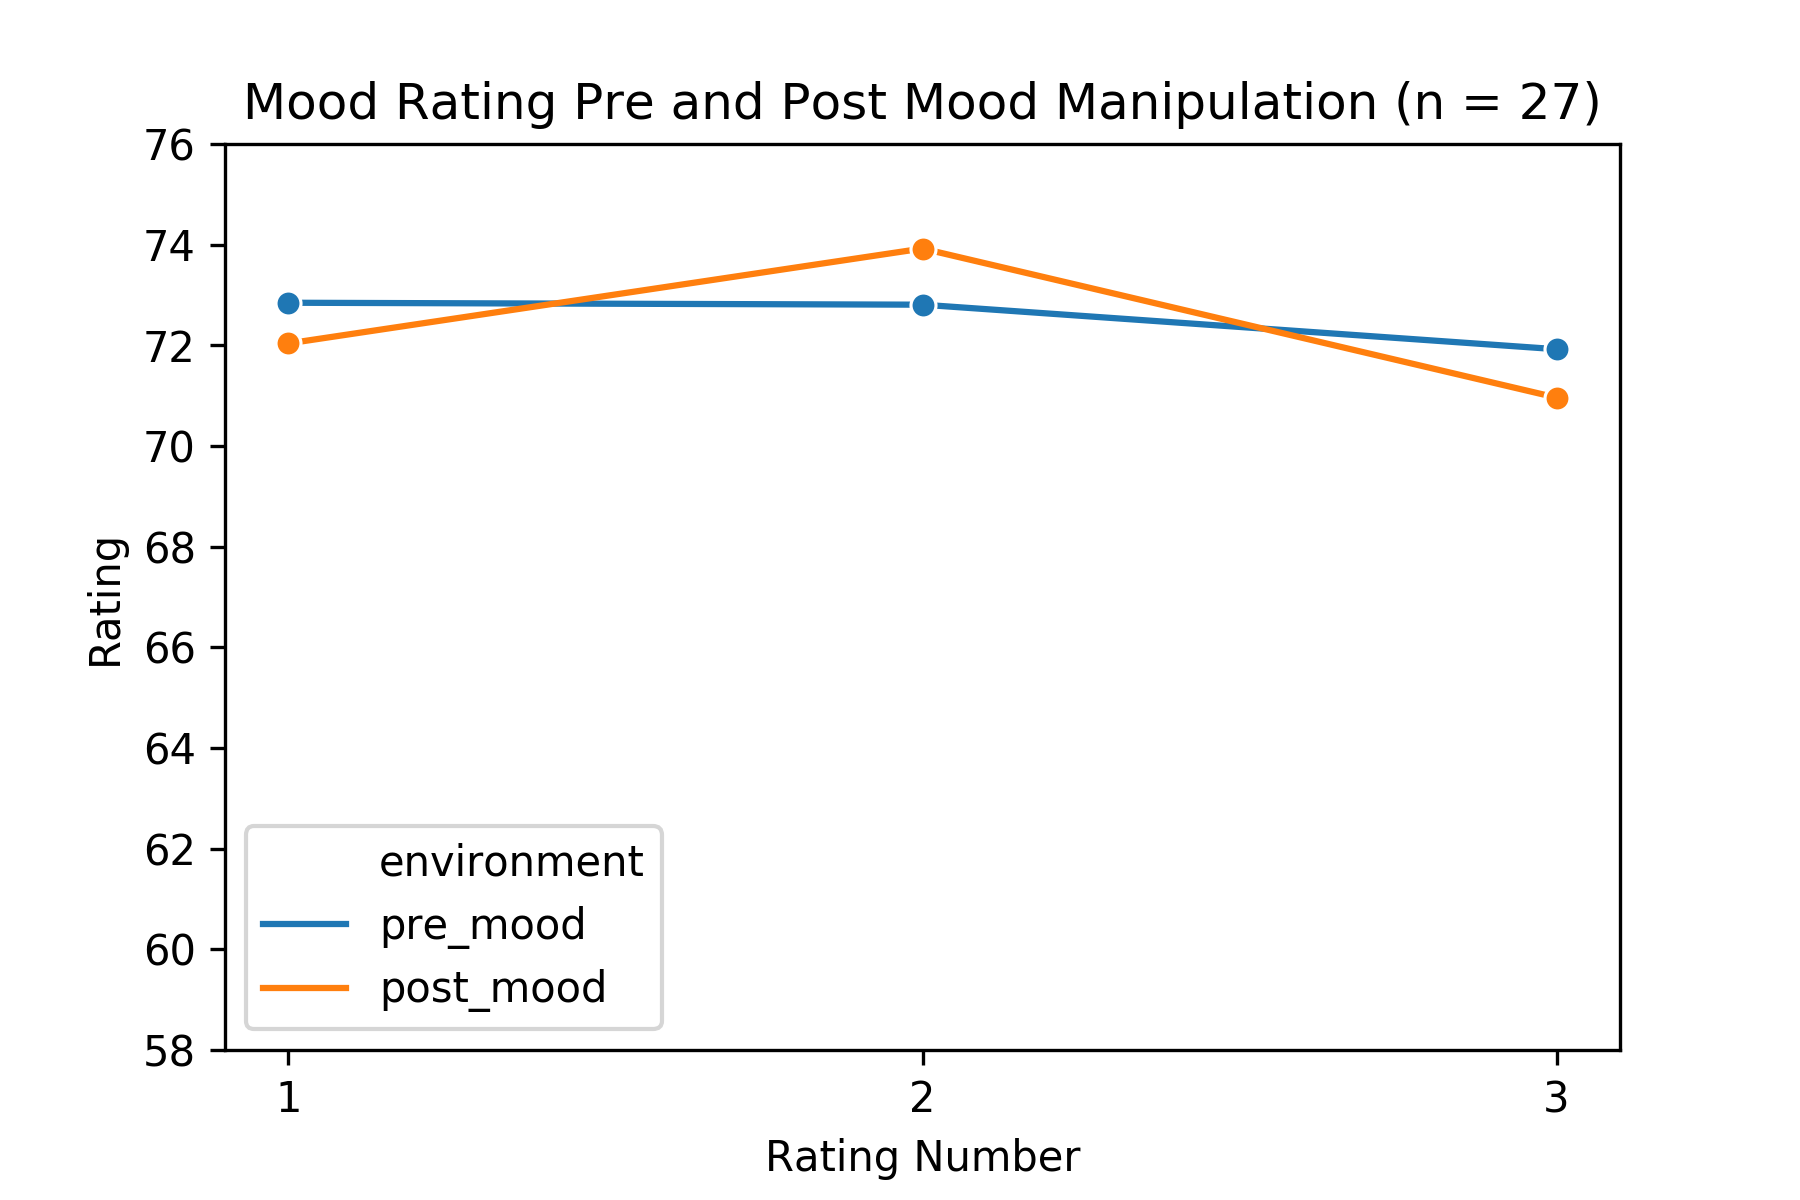 Mood Rating Pre and Post Mood Manipulation (n = 27)
76
74
72
70
68
66
64
62
60
58
Rating
environment
pre_mood
post_mood
1 2 3
Rating Number